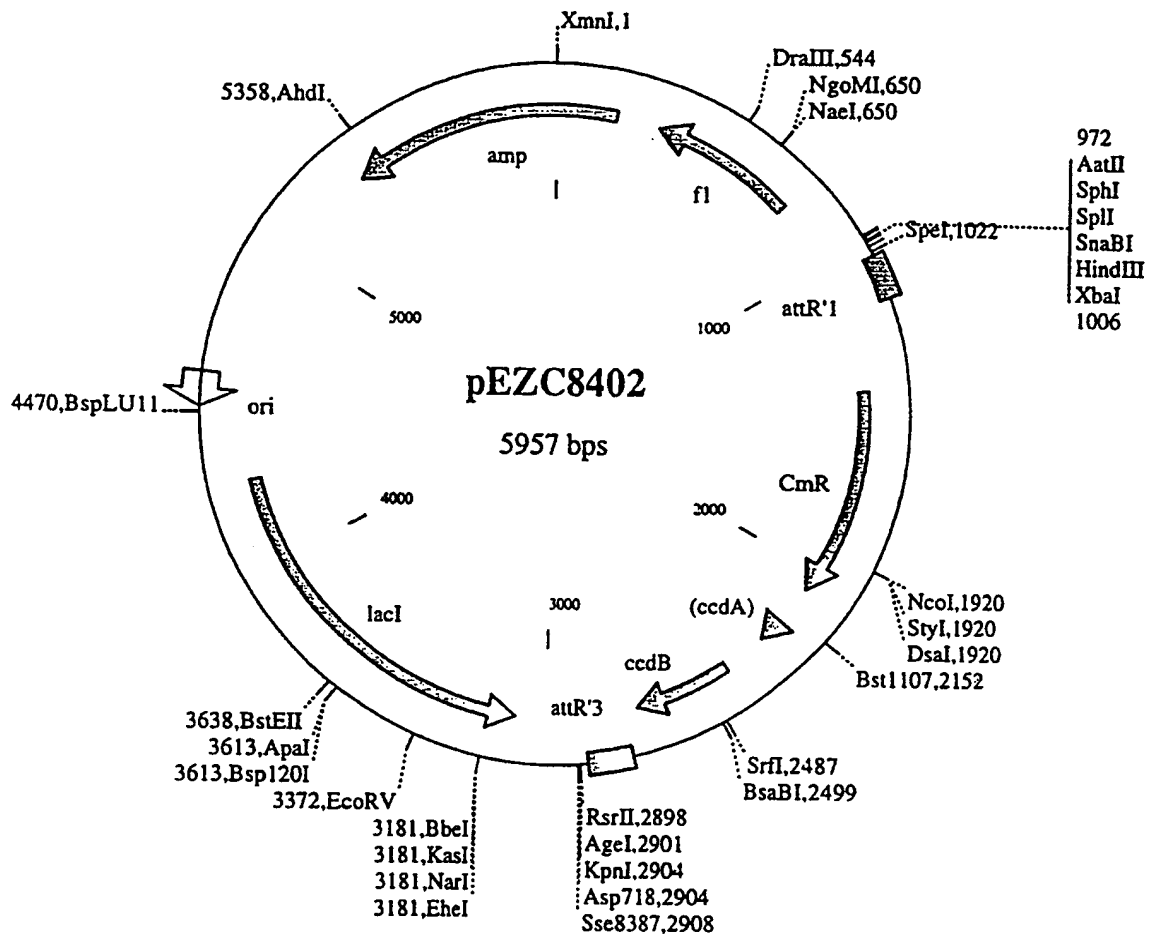 XmnI,1
DraIII,544
NgoMI,650
NaeI,650
5358,AhdI
972
AatII
SphI
SplI
SnaBI
HindIII
XbaI
1006
SpeI,1022
amp
f1
attR'1
5000
1000
pEZC8402
5957 bps
4470,BspLU11
ori
CmR
4000
2000
NcoI,1920
StyI,1920
DsaI,1920
Bst1107,2152
(ccdA)
3000
lacI
ccdB
attR'3
3638,BstEII
3613,ApaI
3613,Bsp120I
3372,EcoRV
SrfI,2487
BsaBI,2499
3181,BbeI
3181,KasI
3181,NarI
3181,EheI
RsrII,2898
AgeI,2901
KpnI,2904
Asp718,2904
Sse8387,2908